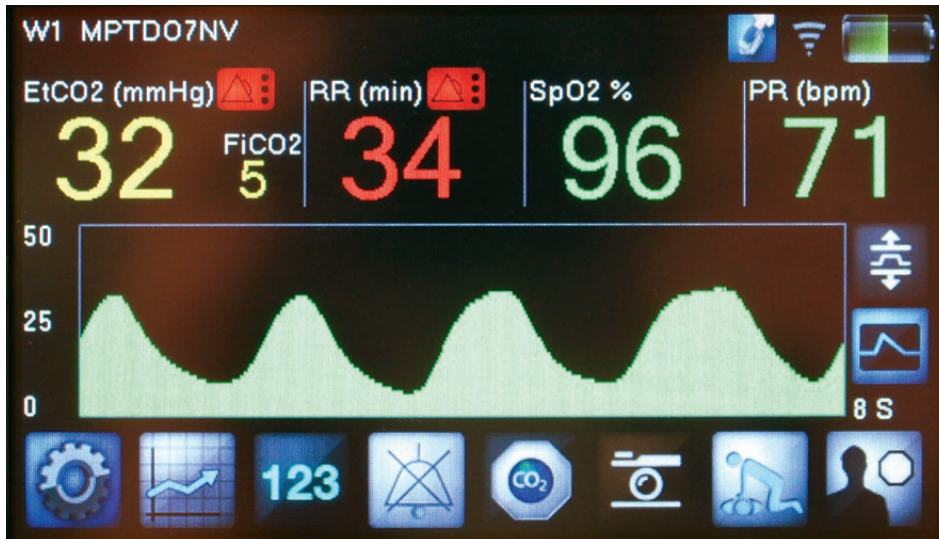 W1 MPTDO7NV
EtCO2 (mmHg) RR (min) SpO2 % PR (bpm)
32 FiCO2 34 96 71
5
50
25
0 8 S
123 CO₂